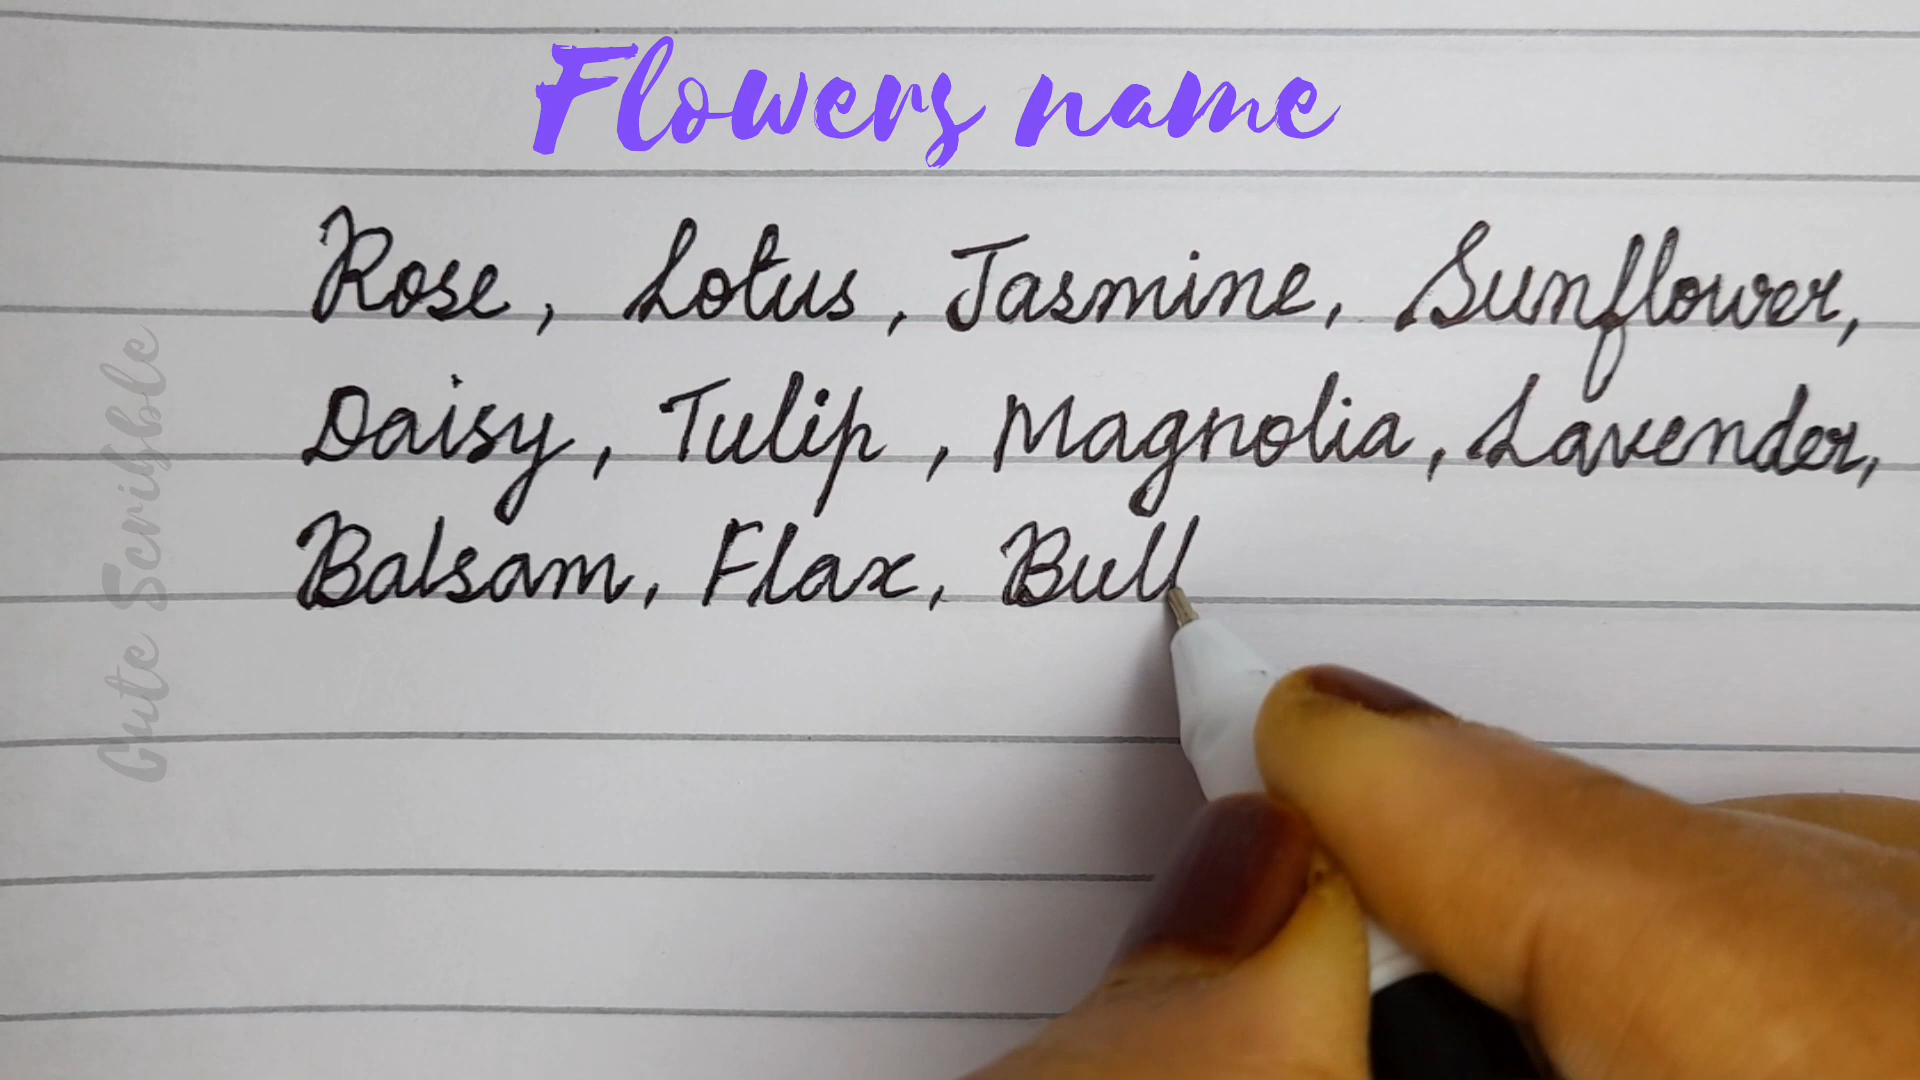 Flowers name
Rose, Lotus, Jasmine, Sunflower,
Daisy, Tulip, Magnolia, Lavender,
Balsam, Flax, Bull
Cute Scribble